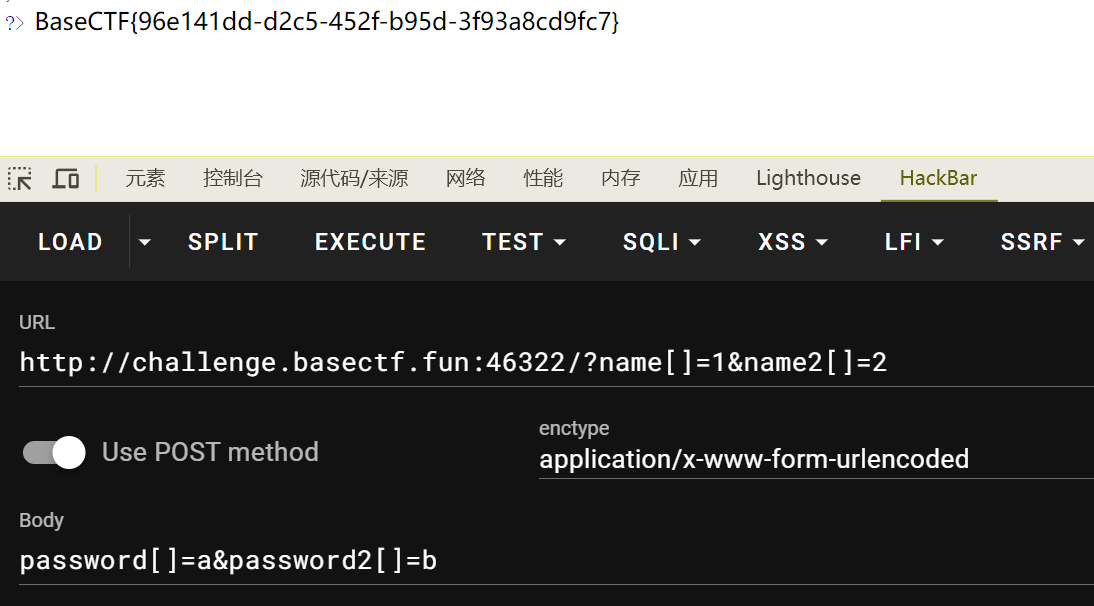 ?> BaseCTF{96e141dd-d2c5-452f-b95d-3f93a8cd9fc7}
元素 控制台 源代码/来源 网络 性能 内存 应用 Lighthouse HackBar
LOAD SPLIT EXECUTE TEST SQLI XSS LFI SSRF
URL
http://challenge.basectf.fun:46322/?name[]=1&name2[]=2
Use POST method
enctype
application/x-www-form-urlencoded
Body
password[]=a&password2[]=b